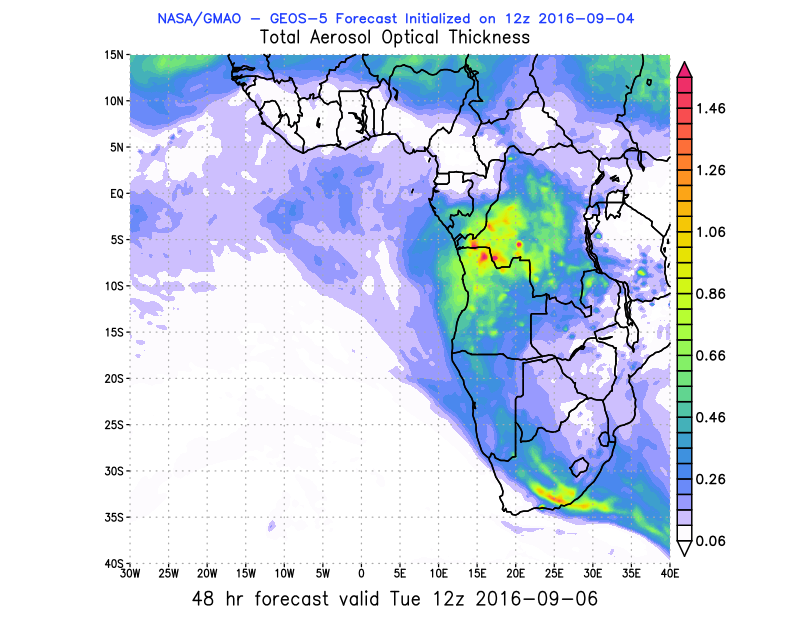 NASA/GMAO − GEOS−5 Forecast Initialized on 12z 2016−09−04
Total Aerosol Optical Thickness
15N
10N
5N
EQ
5S
10S
15S
20S
25S
30S
35S
40S
30W 25W 20W 15W 10W 5W 0 5E 10E 15E 20E 25E 30E 35E 40E
1.46
1.26
1.06
0.86
0.66
0.46
0.26
0.06
48 hr forecast valid Tue 12z 2016−09−06